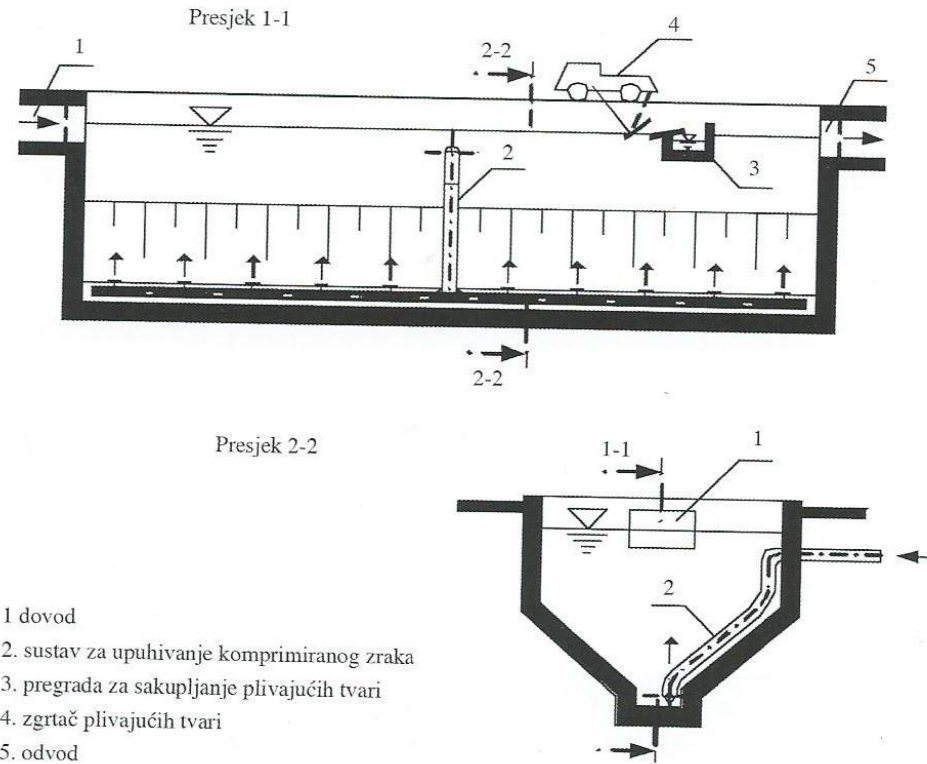 Presjek 1-1
1
2-2
4
5
2
3
2-2
Presjek 2-2
1-1
1
2
1 dovod
2. sustav za upuhivanje komprimiranog zraka
3. pregrada za sakupljanje plivajućih tvari
4. zgrtač plivajućih tvari
5. odvod